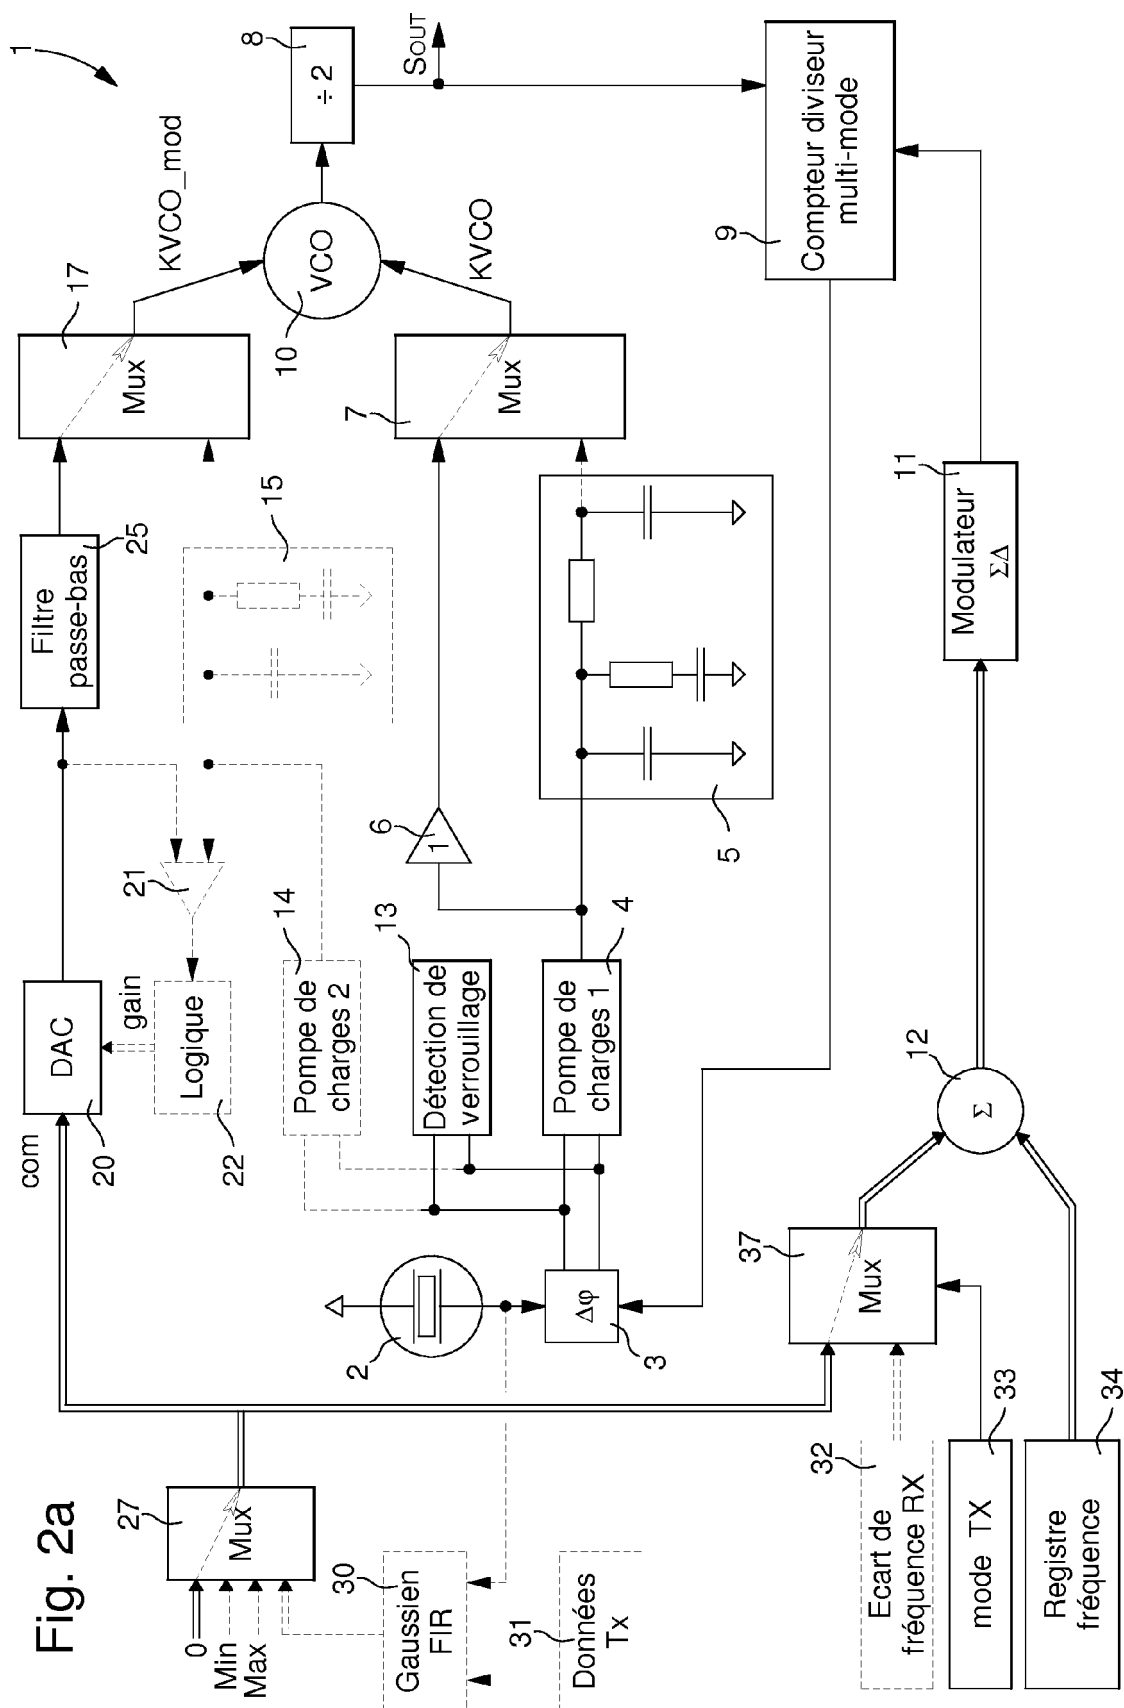 Fig. 2a
1
27
Mux
0
Min
Max
30
Gaussien
FIR
31
Données
Tx
com
DAC
20
gain
Logique
22
21
Filtre
passe-bas
25
15
17
Mux
KVCO_mod
14
Pompe de
charges 2
13
Détection de
verrouillage
Pompe de
charges 1
4
6
1
5
7
Mux
KVCO
VCO
10
8
÷ 2
SOUT
2
Δφ
3
9
Compteur diviseur
multi-mode
32
Ecart de
fréquence RX
33
mode TX
34
Registre
fréquence
37
Mux
12
Σ
11
Modulateur
ΣΔ